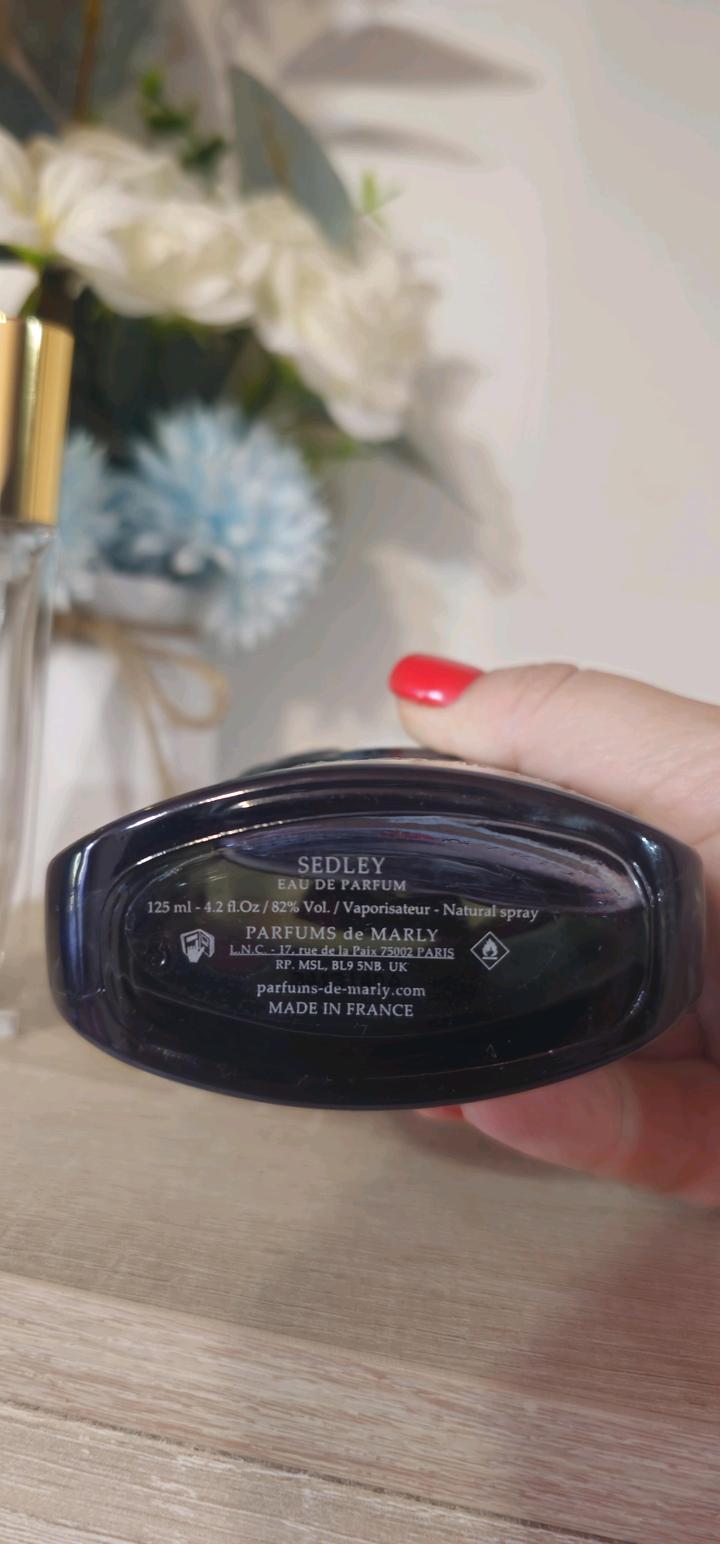 SEDLEY
EAU DE PARFUM
125 ml - 4.2 fl.Oz / 82% Vol. / Vaporisateur - Natural spray
PARFUMS de MARLY
L.N.C. - 17, rue de la Paix 75002 PARIS
RP. MSL, BL9 5NB. UK
parfums-de-marly.com
MADE IN FRANCE